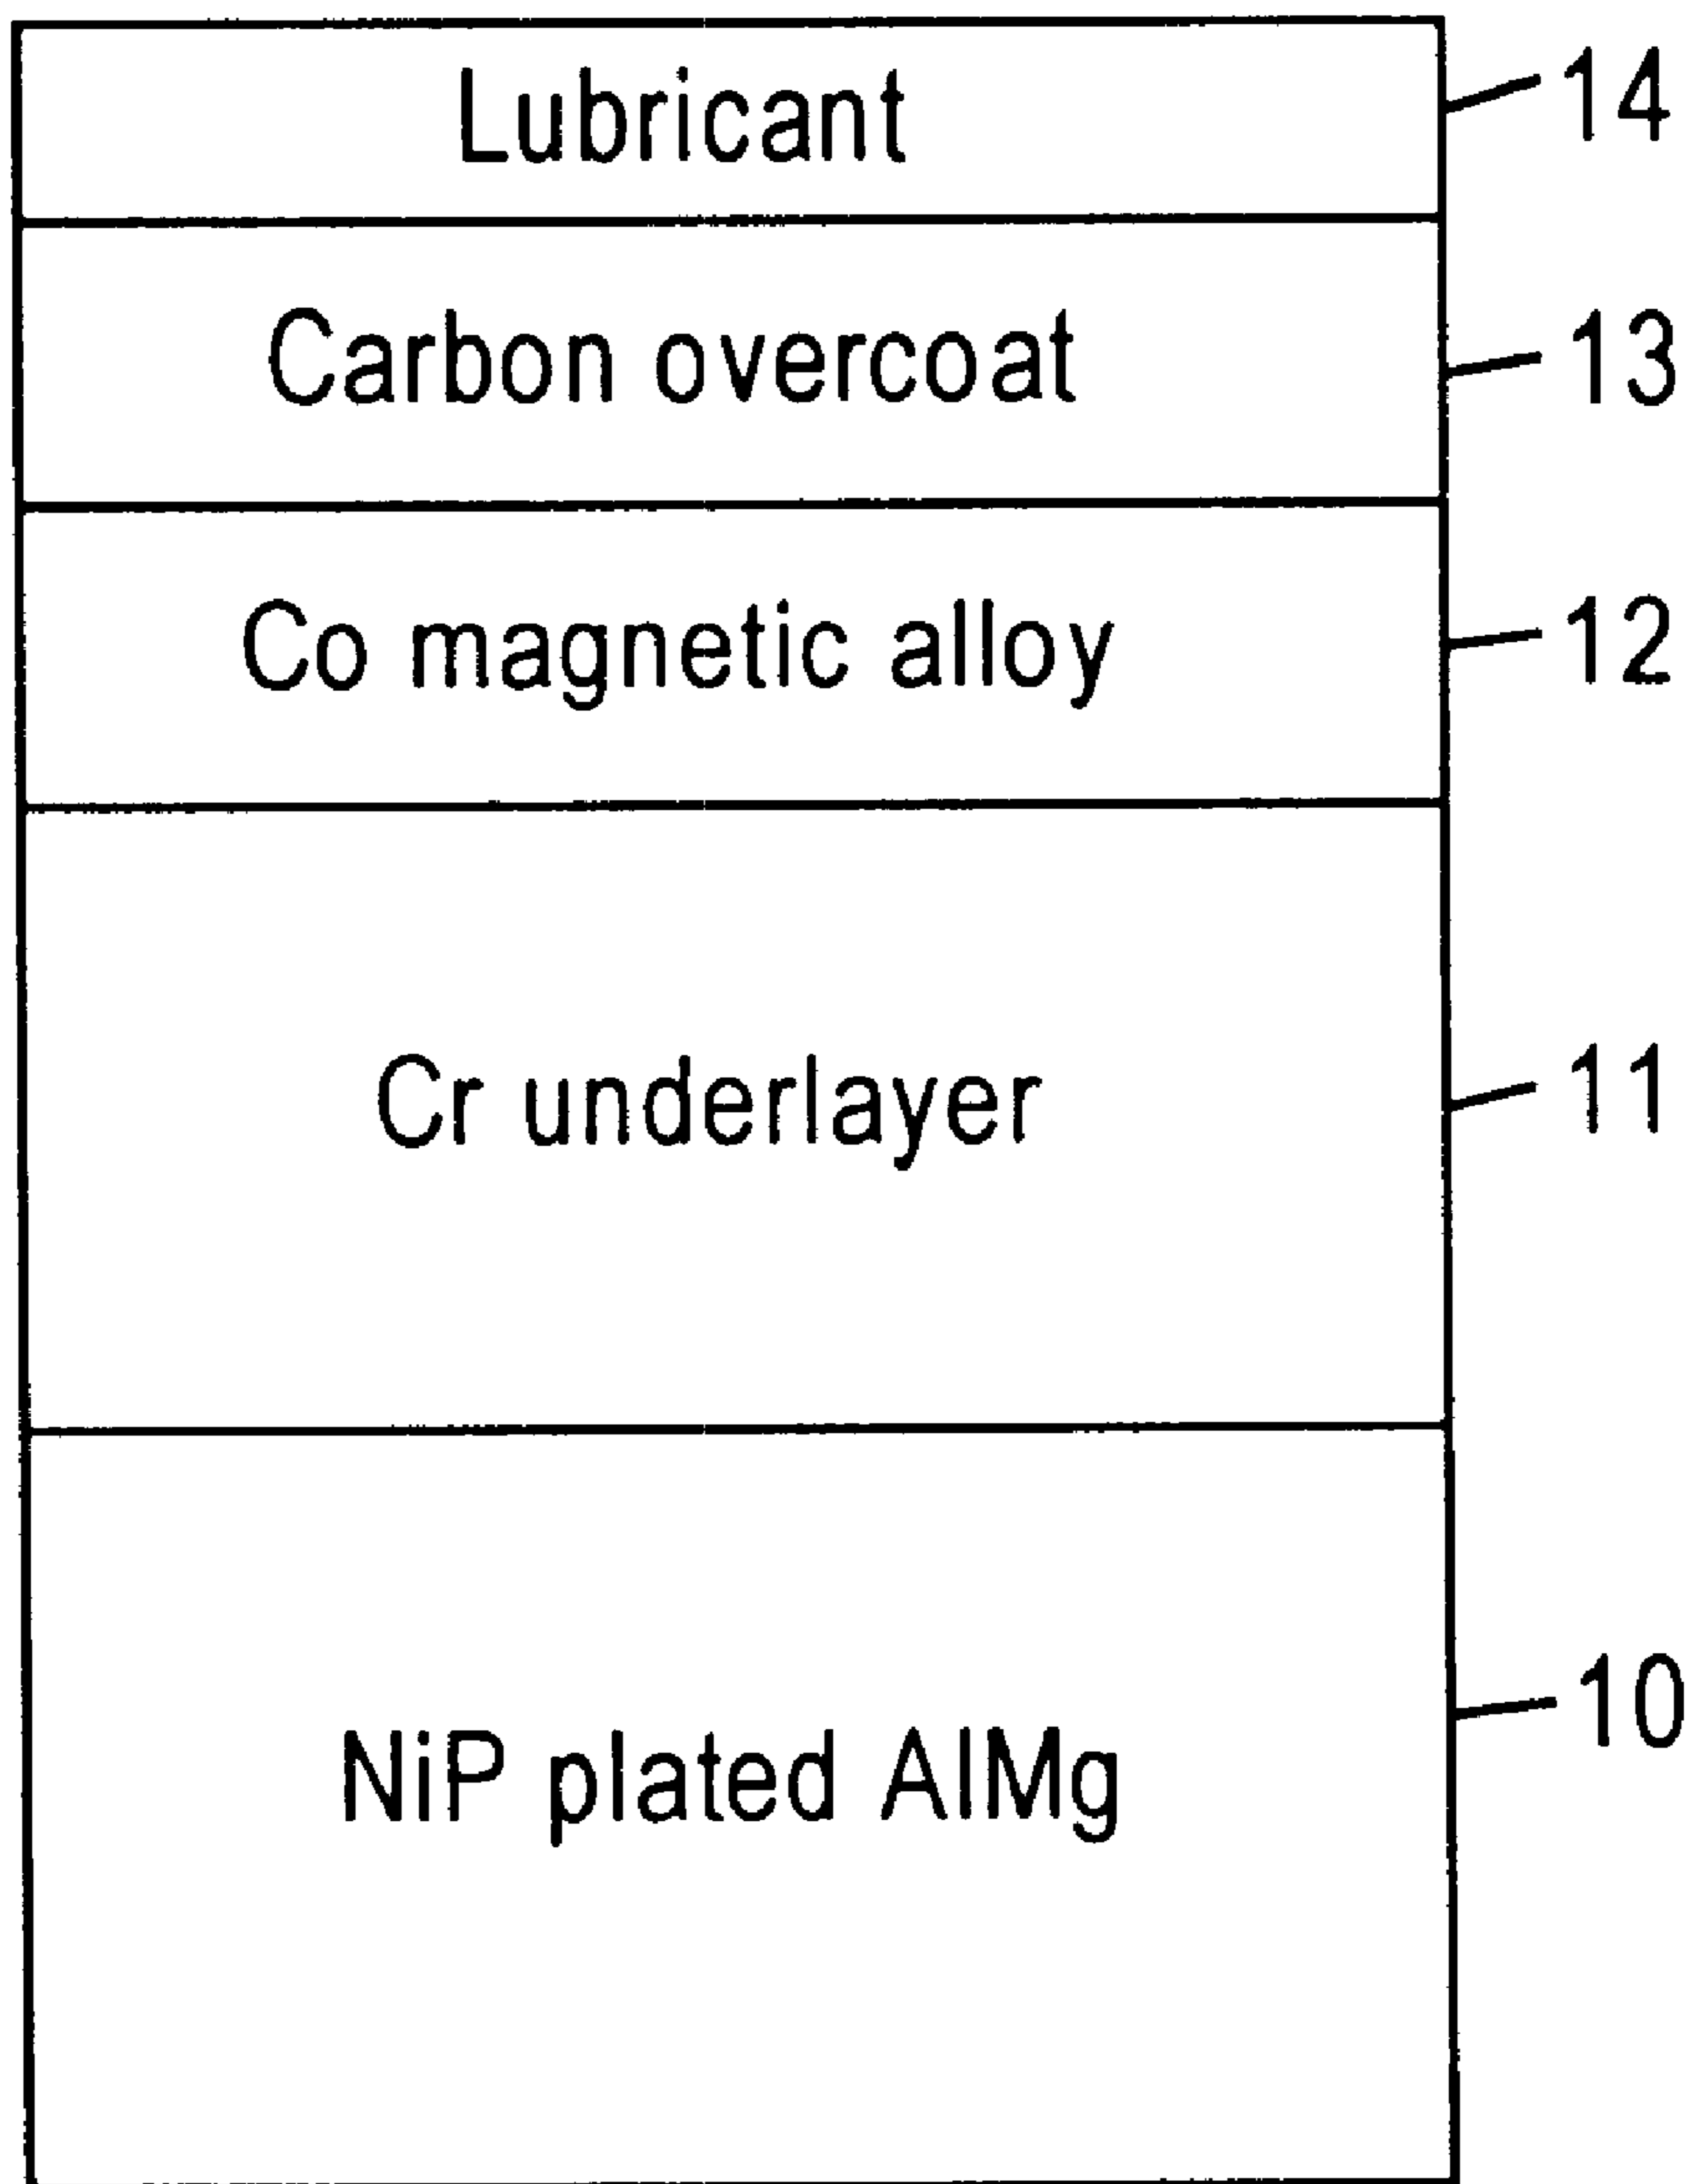 Lubricant 14
Carbon overcoat 13
Co magnetic alloy 12
Cr underlayer 11
NiP plated AlMg 10